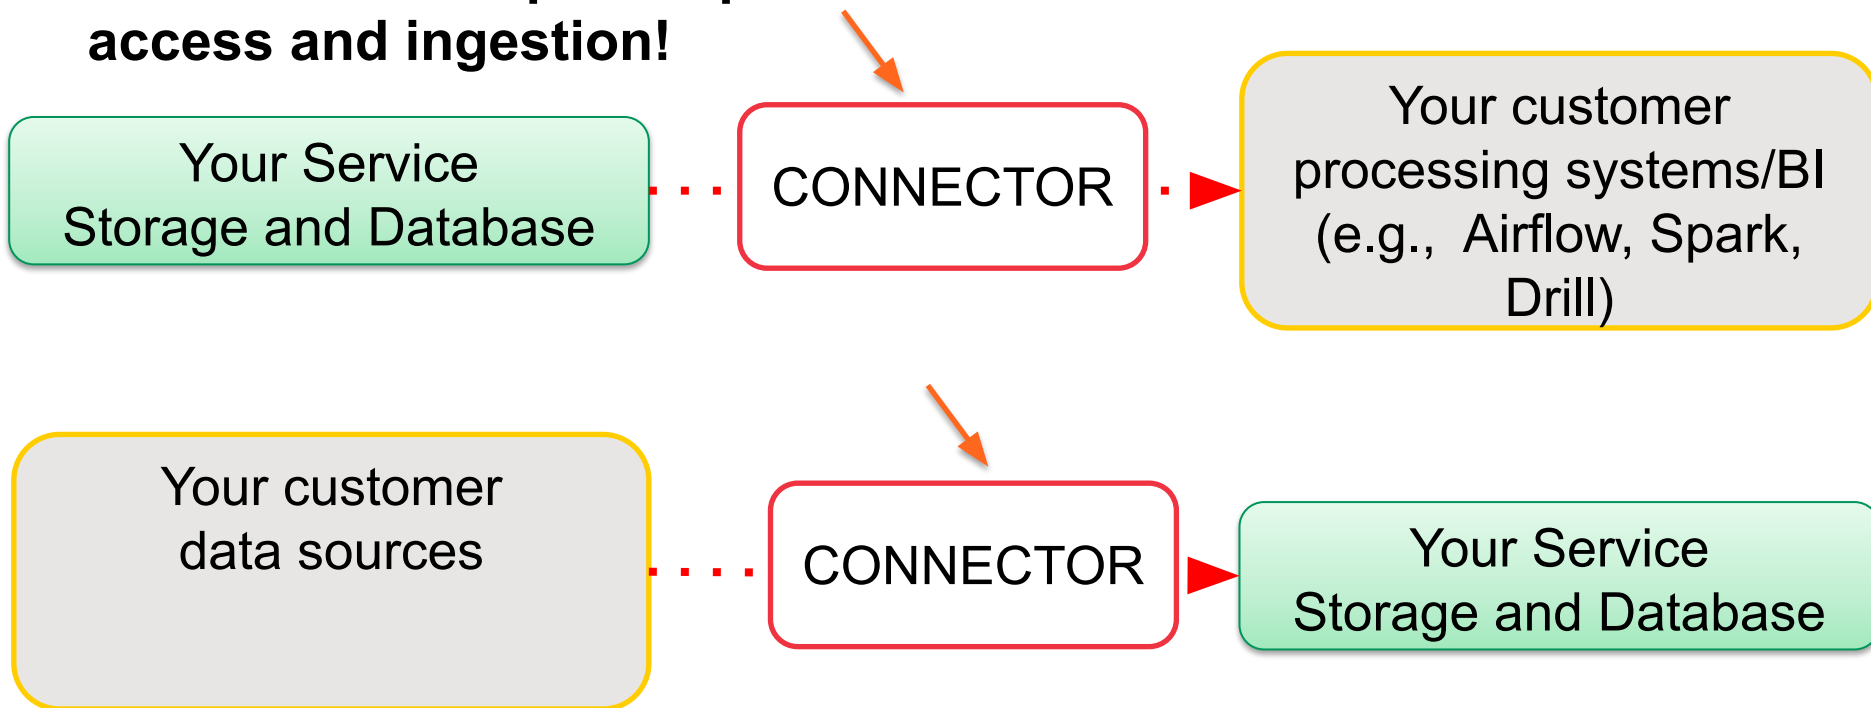 access and ingestion!
Your Service
Storage and Database
CONNECTOR
Your customer
processing systems/BI
(e.g., Airflow, Spark,
Drill)
Your customer
data sources
CONNECTOR
Your Service
Storage and Database